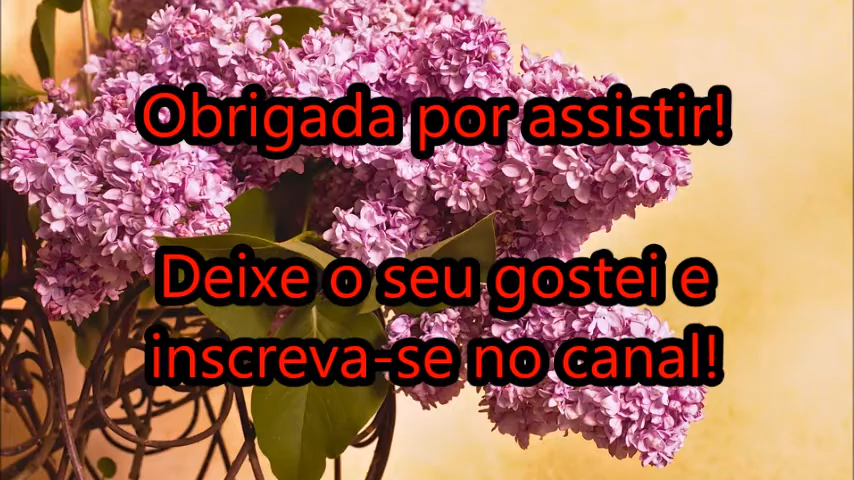 Obrigada por assistir!
Deixe o seu gostei e
inscreva-se no canal!